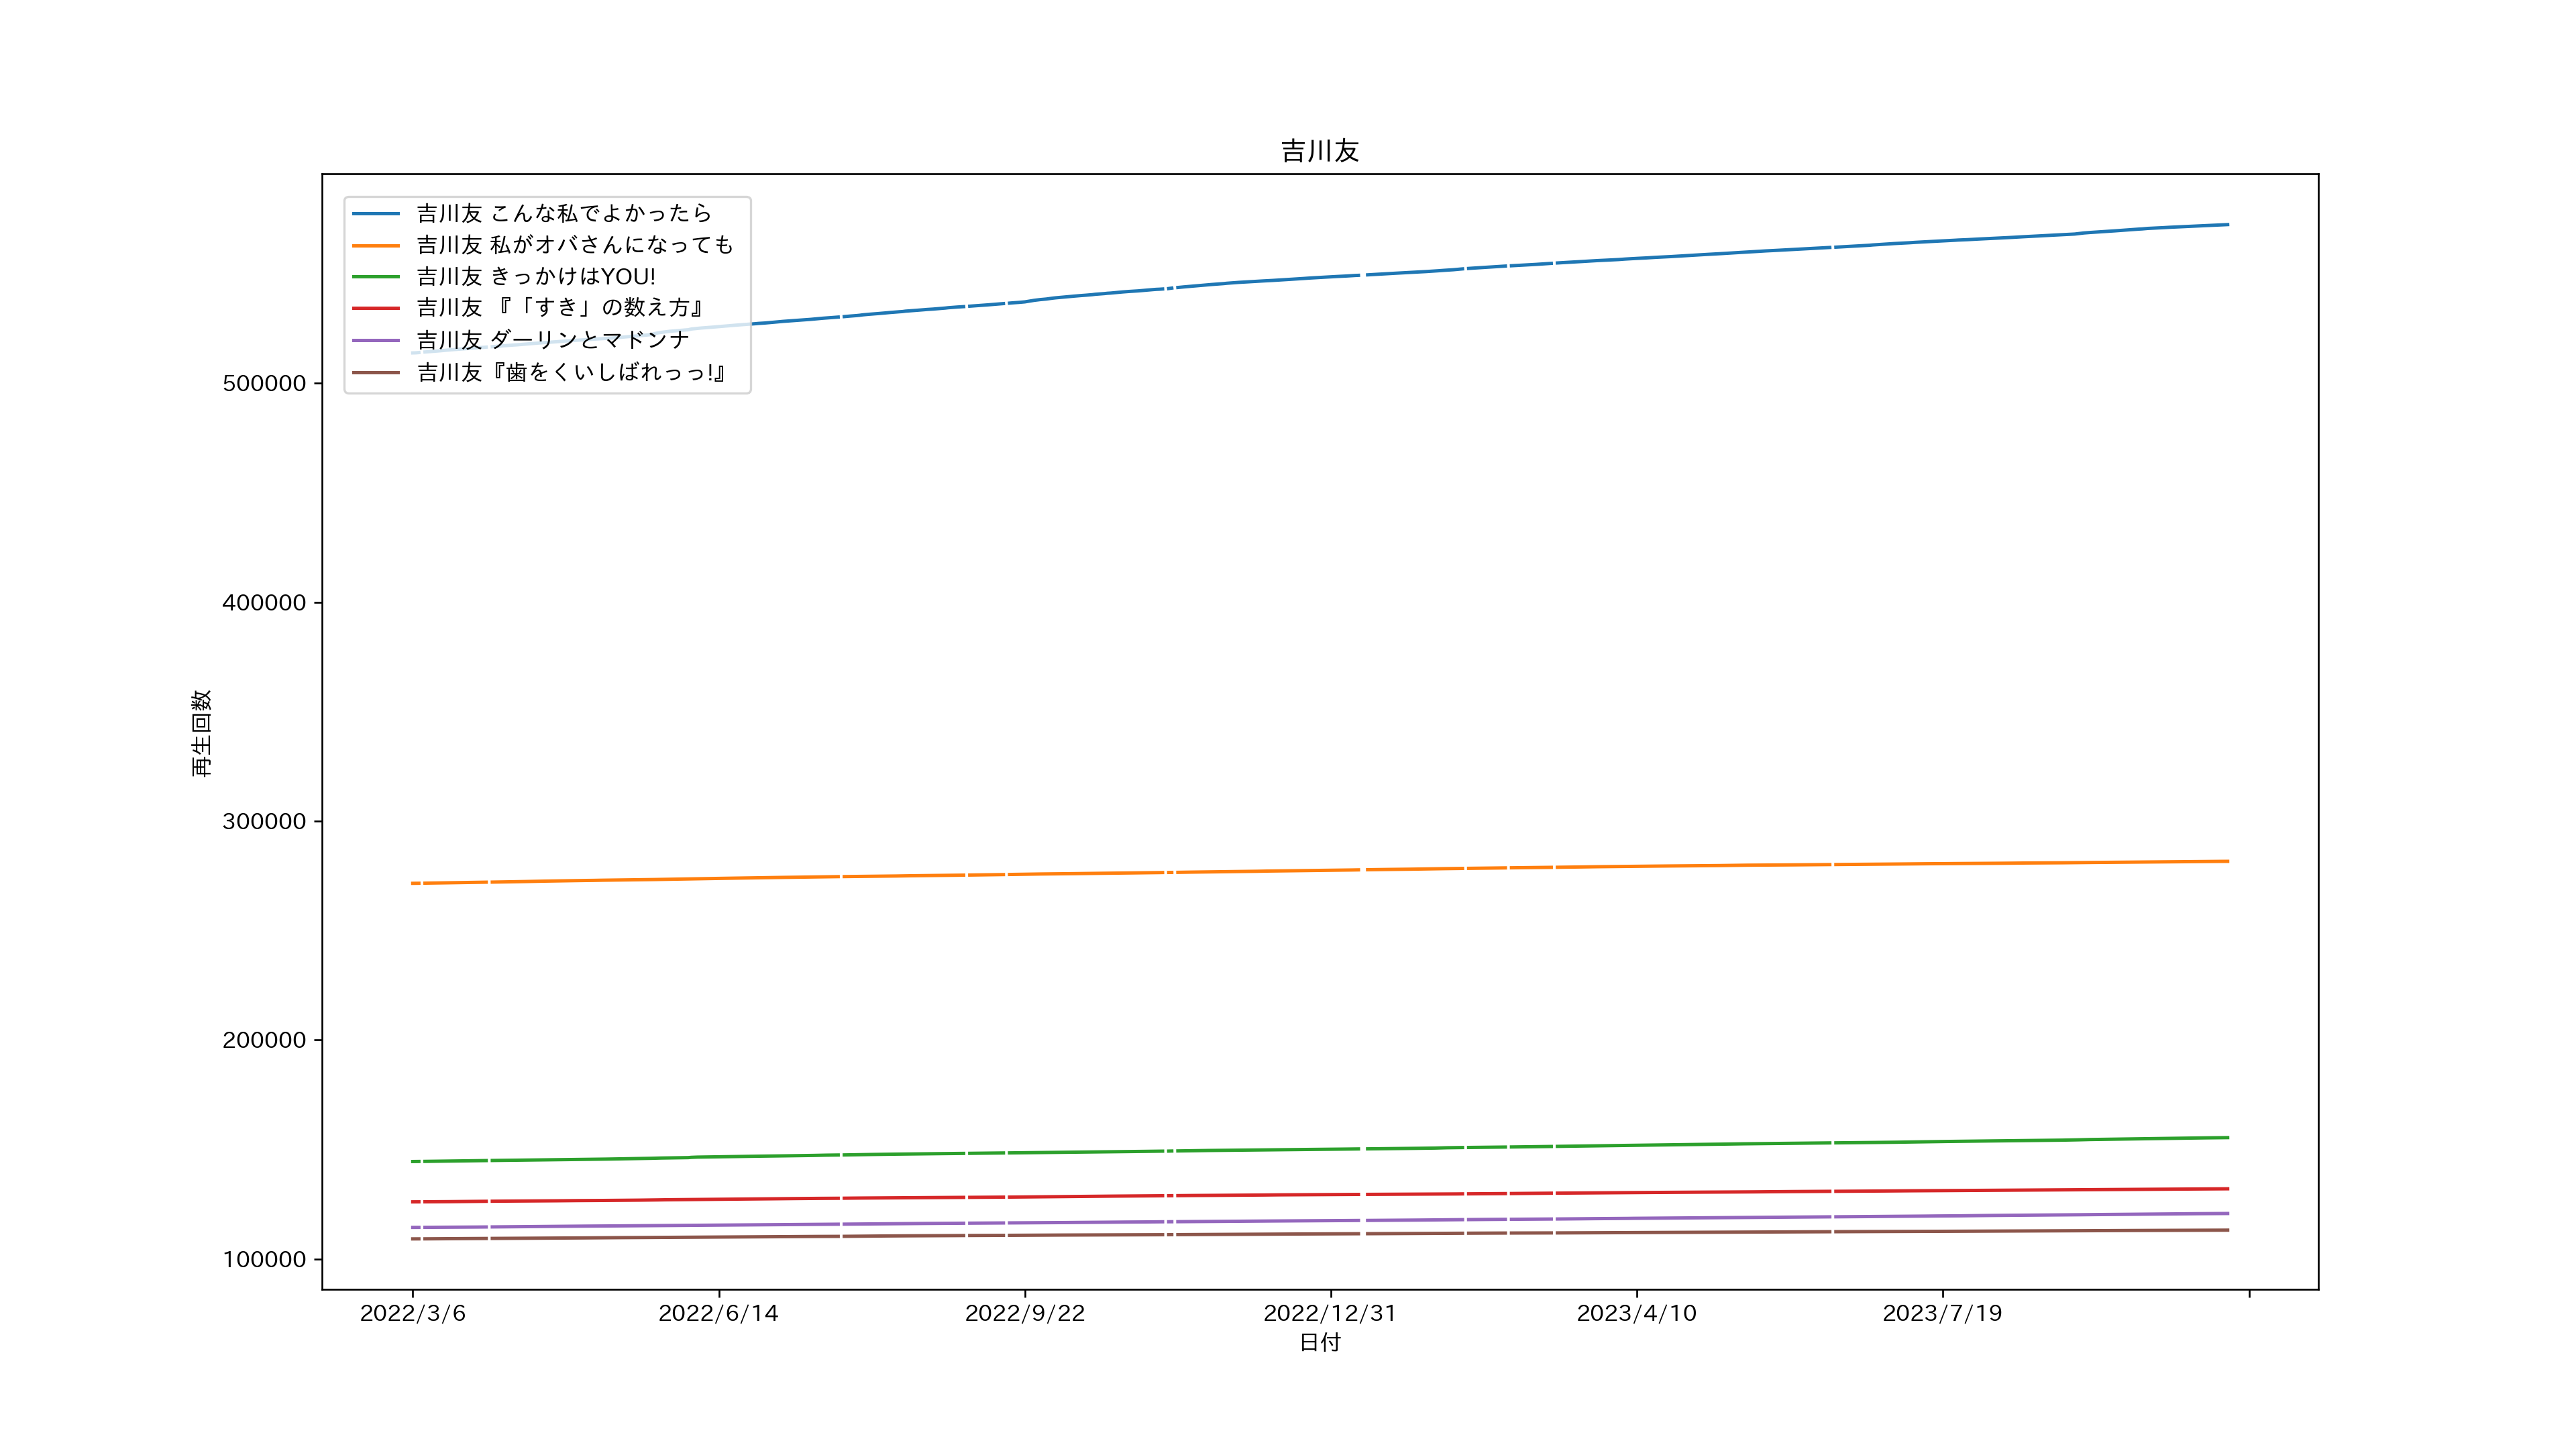 吉川友
吉川友 こんな私でよかったら
吉川友 私がオバさんになっても
吉川友 きっかけはYOU!
吉川友 『「すき」の数え方』
吉川友 ダーリンとマドンナ
吉川友『歯をくいしばれっっ!』
500000
400000
300000
200000
100000
再生回数
2022/3/6
2022/6/14
2022/9/22
2022/12/31
2023/4/10
2023/7/19
日付